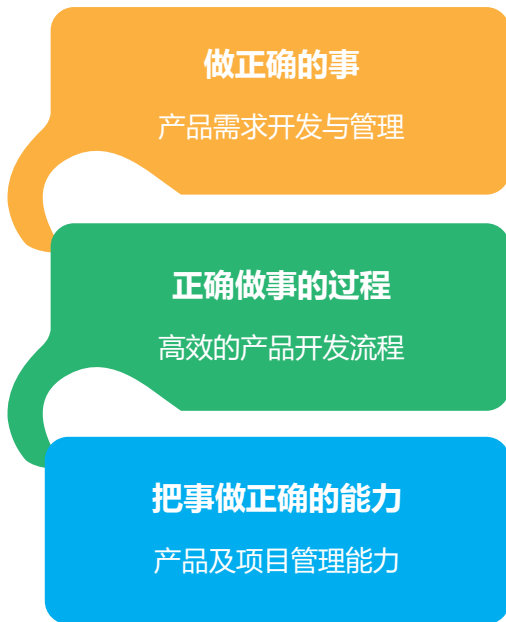 做正确的事
产品需求开发与管理
正确做事的过程
高效的产品开发流程
把事做正确的能力
产品及项目管理能力